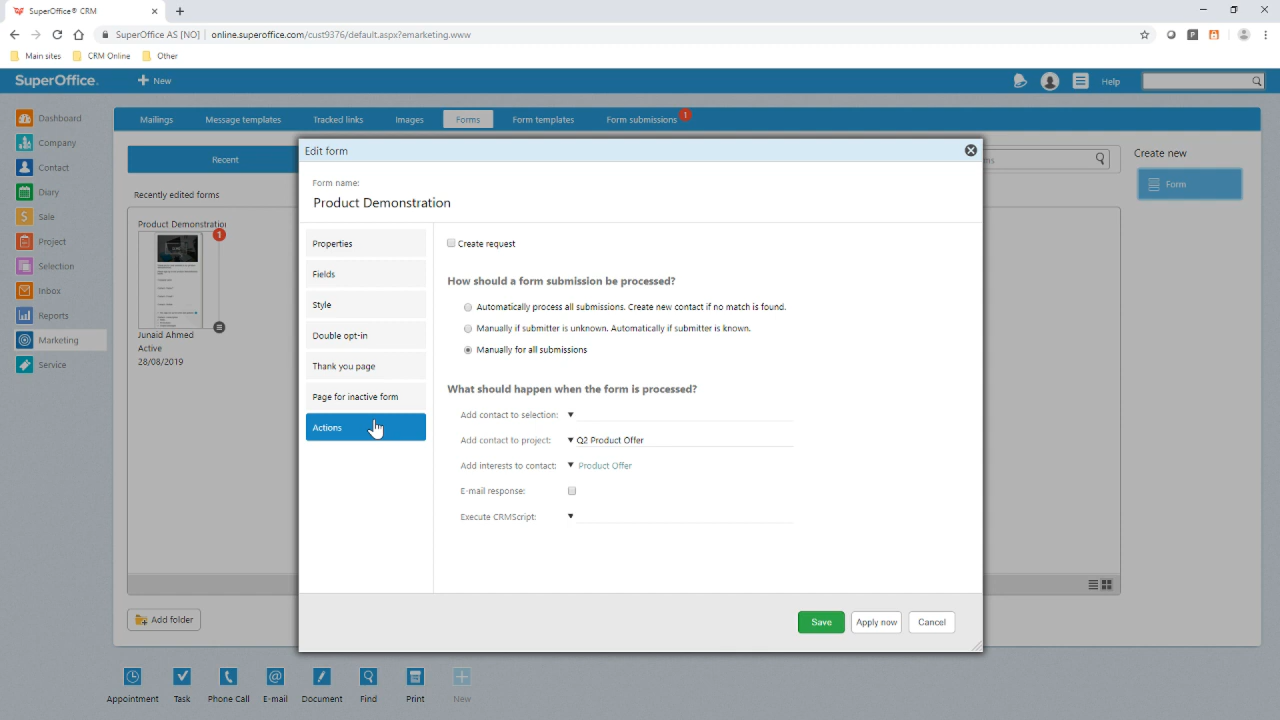 SuperOffice® CRM
SuperOffice AS [NO] | online.superoffice.com/cust9376/default.aspx?emarketing.www
Main sites CRM Online Other
SuperOffice. New Help
Dashboard
Company
Contact
Diary
Sale
Project
Selection
Inbox
Reports
Marketing
Service
Mailings Message templates Tracked links Images Forms Form templates Form submissions 1
Recent
Recently edited forms
Product Demonstration
1
Junaid Ahmed
Active
28/08/2019
Add folder
Create new
Form
Edit form
Form name:
Product Demonstration
Properties
Fields
Style
Double opt-in
Thank you page
Page for inactive form
Actions
Create request
How should a form submission be processed?
Automatically process all submissions. Create new contact if no match is found.
Manually if submitter is unknown. Automatically if submitter is known.
Manually for all submissions
What should happen when the form is processed?
Add contact to selection:
Add contact to project: Q2 Product Offer
Add interests to contact: Product Offer
E-mail response:
Execute CRMScript:
Save Apply now Cancel
Appointment Task Phone Call E-mail Document Find Print New